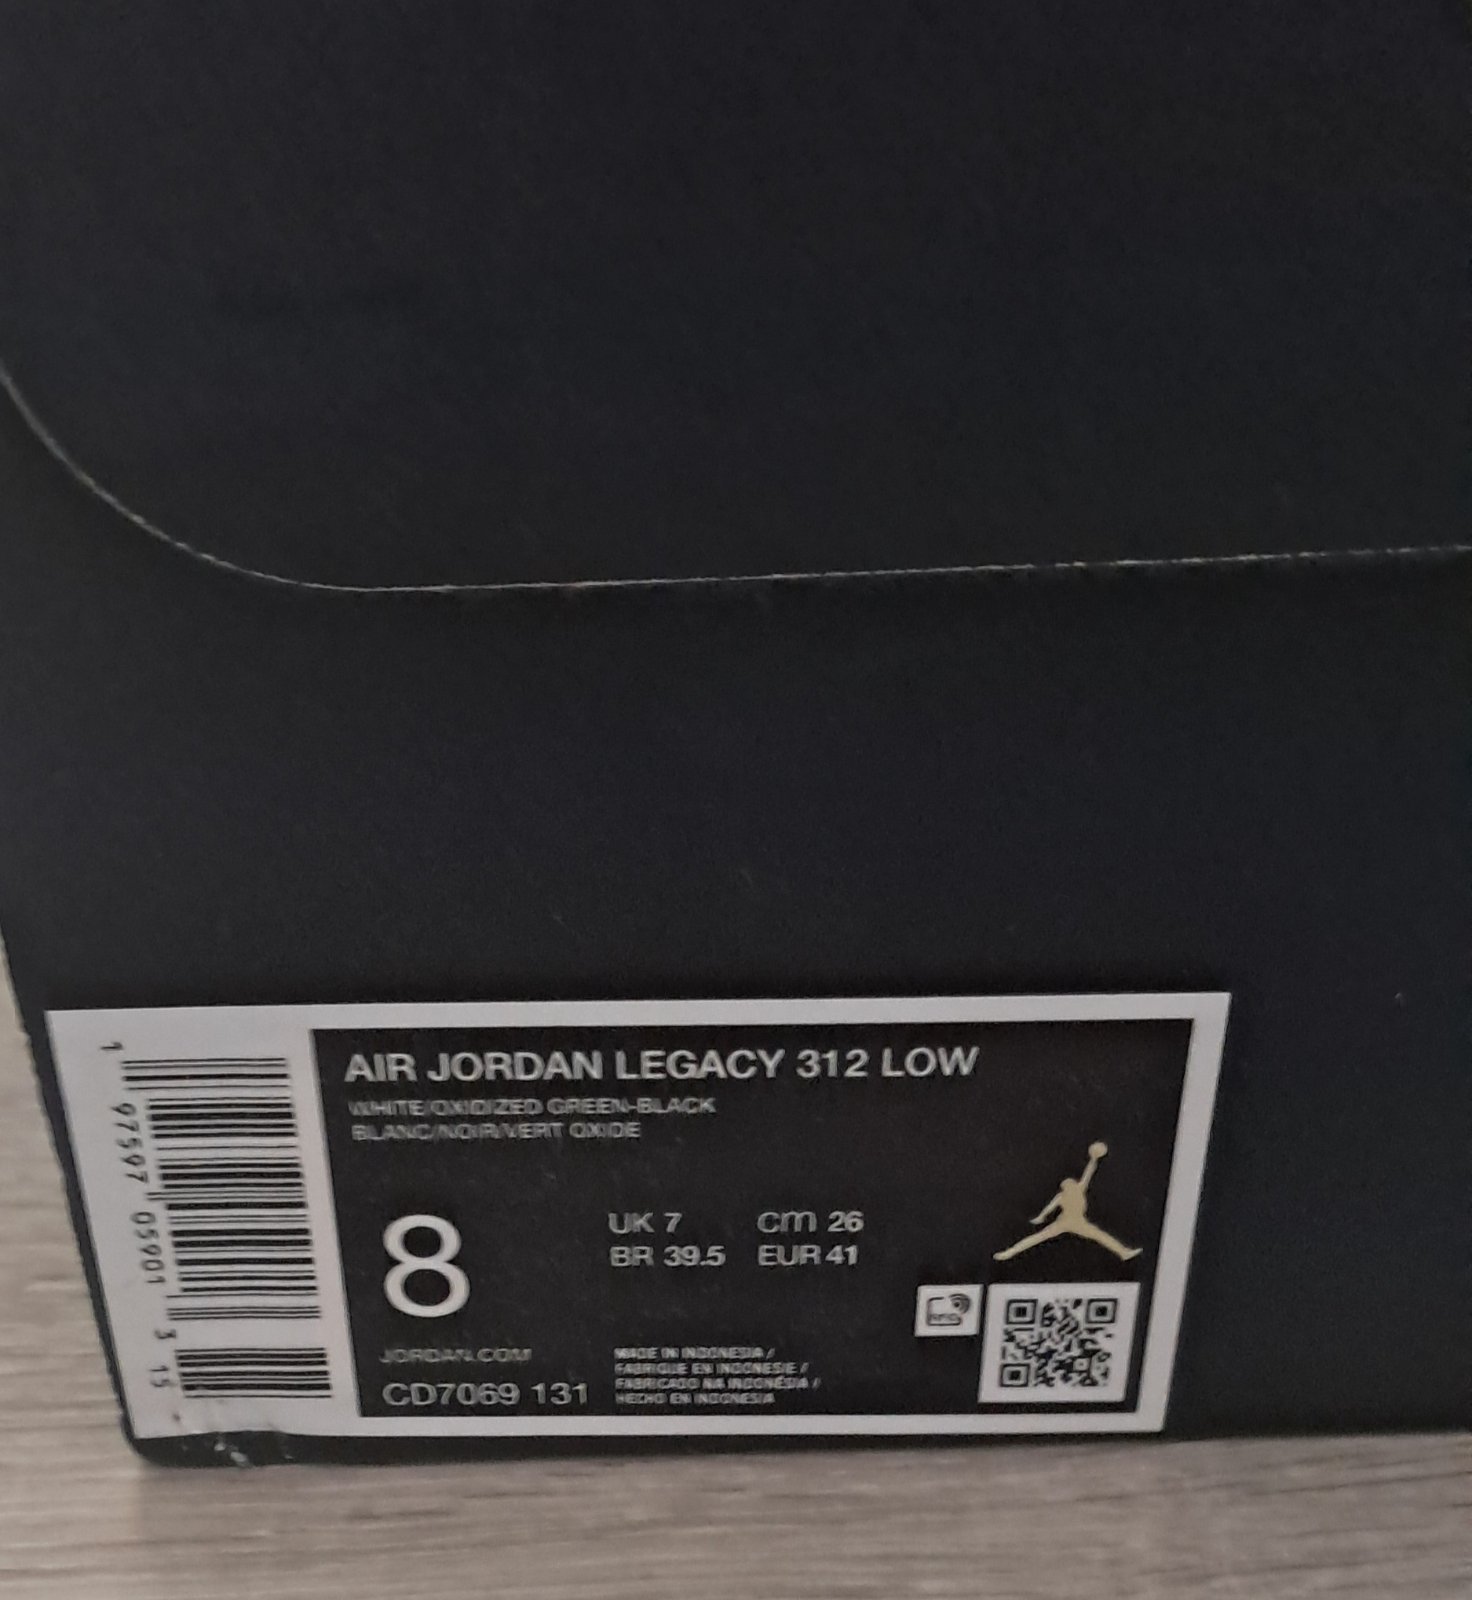 AIR JORDAN LEGACY 312 LOW
WHITE/OXIDIZED GREEN-BLACK
BLANC/NOIR/VERT OXIDE
8
UK 7 cm 26
BR 39.5 EUR 41
JORDAN.COM
CD7069 131
MADE IN INDONESIA /
FABRIQUE EN INDONESIE /
FABRICADO NA INDONÉSIA /
HECHO EN INDONESIA
1 97597 05901 3 15